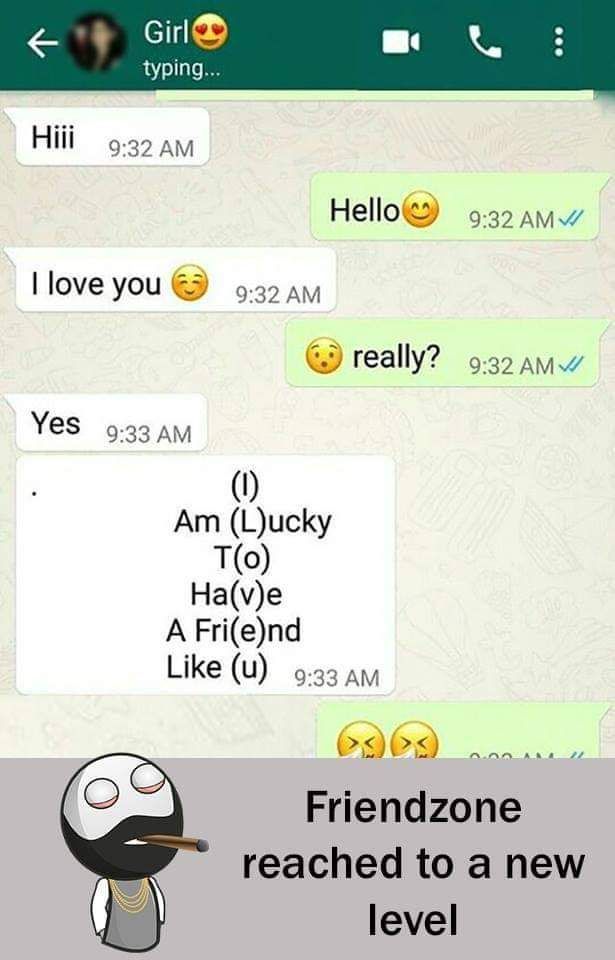 Girl😍
typing...
Hiii 9:32 AM
Hello😊 9:32 AM
I love you ☺️ 9:32 AM
😯 really? 9:32 AM
Yes 9:33 AM
. (I)
Am (L)ucky
T(o)
Ha(v)e
A Fri(e)nd
Like (u) 9:33 AM
🤧🤧
Friendzone
reached to a new
level